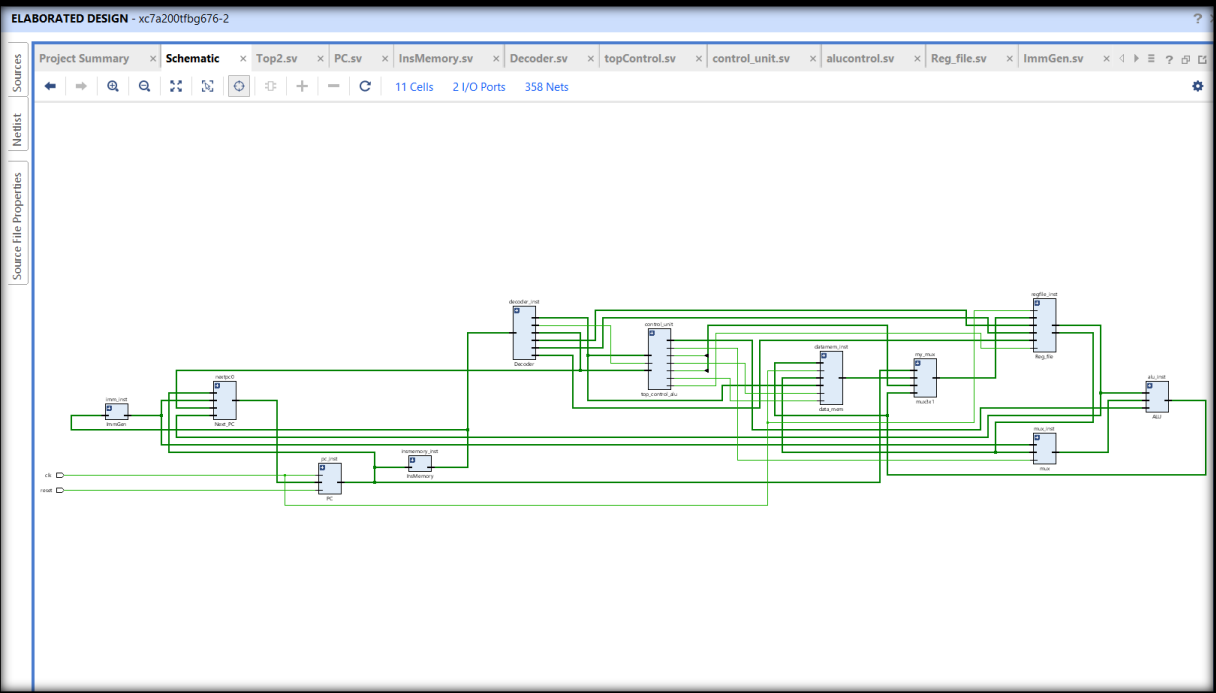 ELABORATED DESIGN - xc7a200tfbg676-2
?
Sources
Netlist
Source File Properties
Project Summary × Schematic × Top2.sv × PC.sv × InsMemory.sv × Decoder.sv × topControl.sv × control_unit.sv × alucontrol.sv × Reg_file.sv × ImmGen.sv × ?
11 Cells 2 I/O Ports 358 Nets
regfile_inst
Reg_file
decoder_inst
Decoder
control_unit
top_control_alu
datamem_inst
data_mem
my_mux
mux3x1
nextpc0
Next_PC
imm_inst
ImmGen
alu_inst
ALU
mux_inst
mux
insmemory_inst
InsMemory
pc_inst
PC
clk
reset